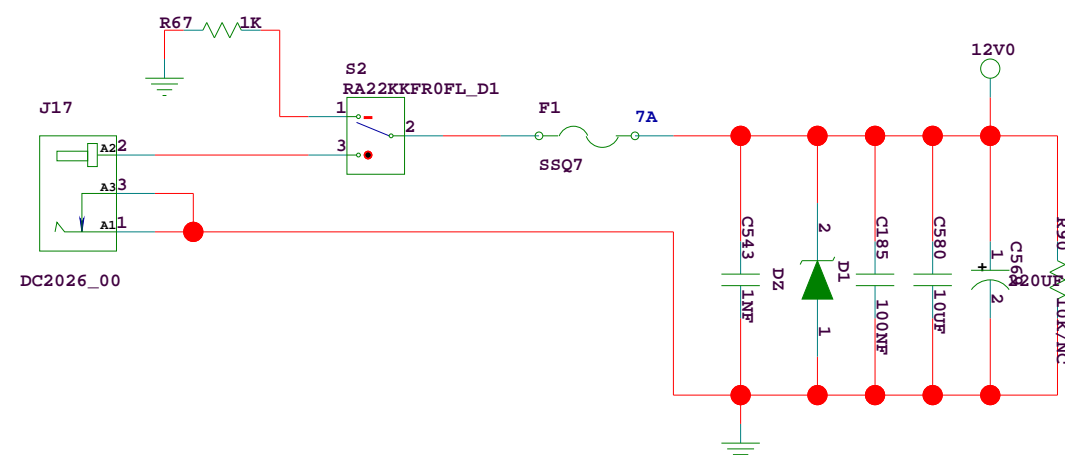 R67 1K
12V0
S2
RA22KKFR0FL_D1
J17
1
2
3
F1
7A
SSQ7
A2 2
A3 3
A1 1
DC2026_00
C543
1NF
2
D1
DZ
1
C185
100NF
C580
10UF
1
+
2
220UF
R90
10K/NC